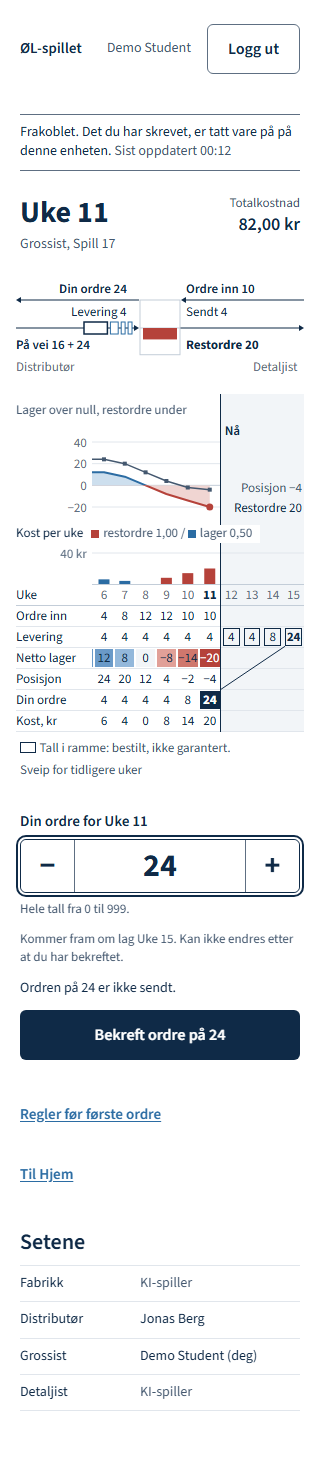 ØL-spillet Demo Student Logg ut
Frakoblet. Det du har skrevet, er tatt vare på på
denne enheten. Sist oppdatert 00:12
Uke 11
Totalkostnad
82,00 kr
Grossist, Spill 17
Din ordre 24 Ordre inn 10
Levering 4 Sendt 4
På vei 16 + 24 Restordre 20
Distributør Detaljist
Lager over null, restordre under
Nå
40
20
0
−20
Posisjon −4
Restordre 20
Kost per uke restordre 1,00 / lager 0,50
40 kr
Uke 6 7 8 9 10 11 12 13 14 15
Ordre inn 4 8 12 12 10 10
Levering 4 4 4 4 4 4 4 4 8 24
Netto lager 12 8 0 −8 −14 −20
Posisjon 24 20 12 4 −2 −4
Din ordre 4 4 4 4 8 24
Kost, kr 6 4 0 8 14 20
Tall i ramme: bestilt, ikke garantert.
Sveip for tidligere uker
Din ordre for Uke 11
− 24 +
Hele tall fra 0 til 999.
Kommer fram om lag Uke 15. Kan ikke endres etter
at du har bekreftet.
Ordren på 24 er ikke sendt.
Bekreft ordre på 24
Regler før første ordre
Til Hjem
Setene
Fabrikk KI-spiller
Distributør Jonas Berg
Grossist Demo Student (deg)
Detaljist KI-spiller